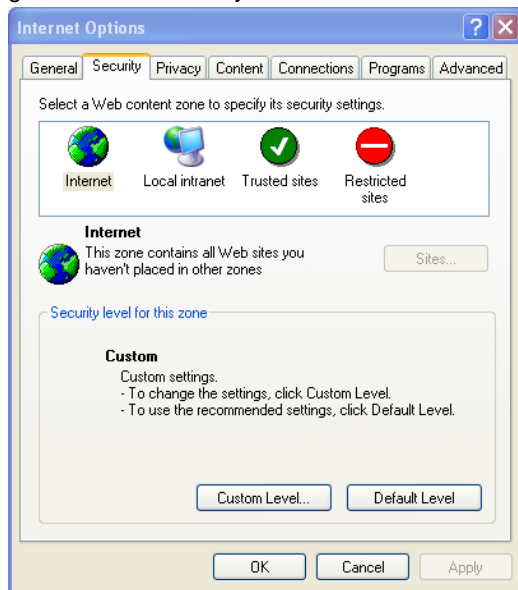 Internet Options
General Security Privacy Content Connections Programs Advanced
Select a Web content zone to specify its security settings.
Internet Local intranet Trusted sites Restricted
sites
Internet
This zone contains all Web sites you
haven't placed in other zones
Sites...
Security level for this zone
Custom
Custom settings.
- To change the settings, click Custom Level.
- To use the recommended settings, click Default Level.
Custom Level... Default Level
OK Cancel Apply